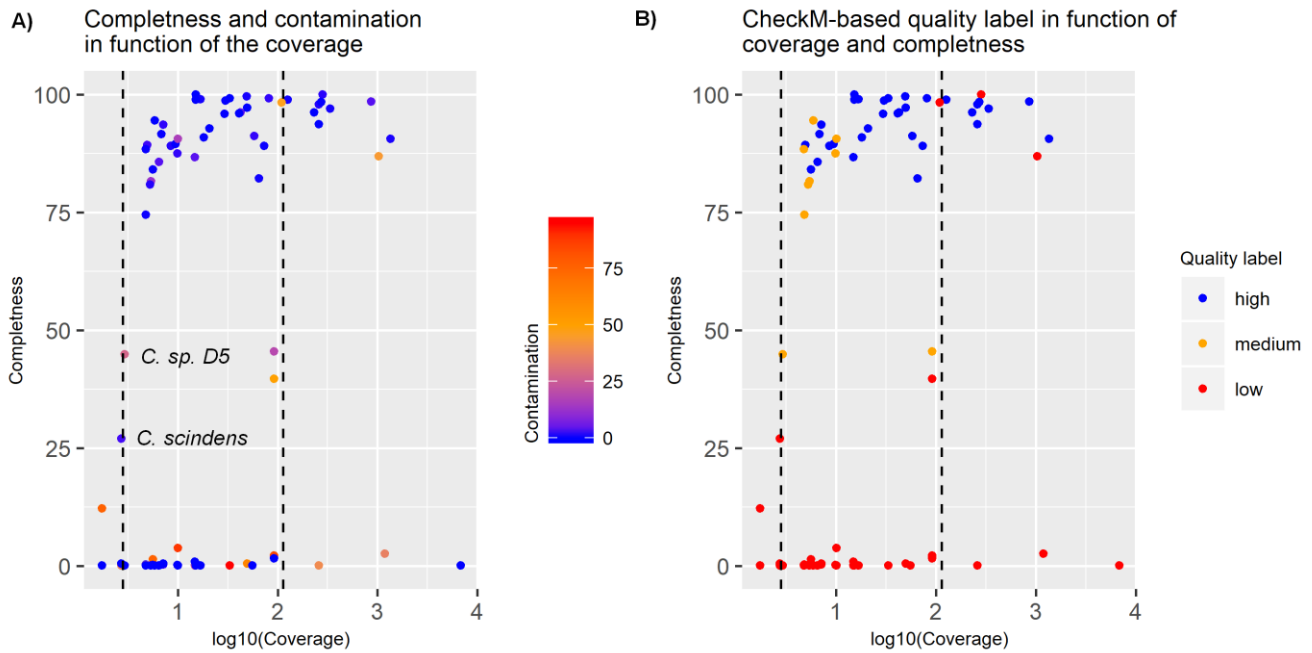 A)
Completness and contamination
in function of the coverage
100
75
50
25
0
Completness
C. sp. D5
C. scindens
1
2
3
4
log10(Coverage)
Contamination
75
50
25
0
B)
CheckM-based quality label in function of
coverage and completness
100
75
50
25
0
Completness
1
2
3
4
log10(Coverage)
Quality label
high
medium
low